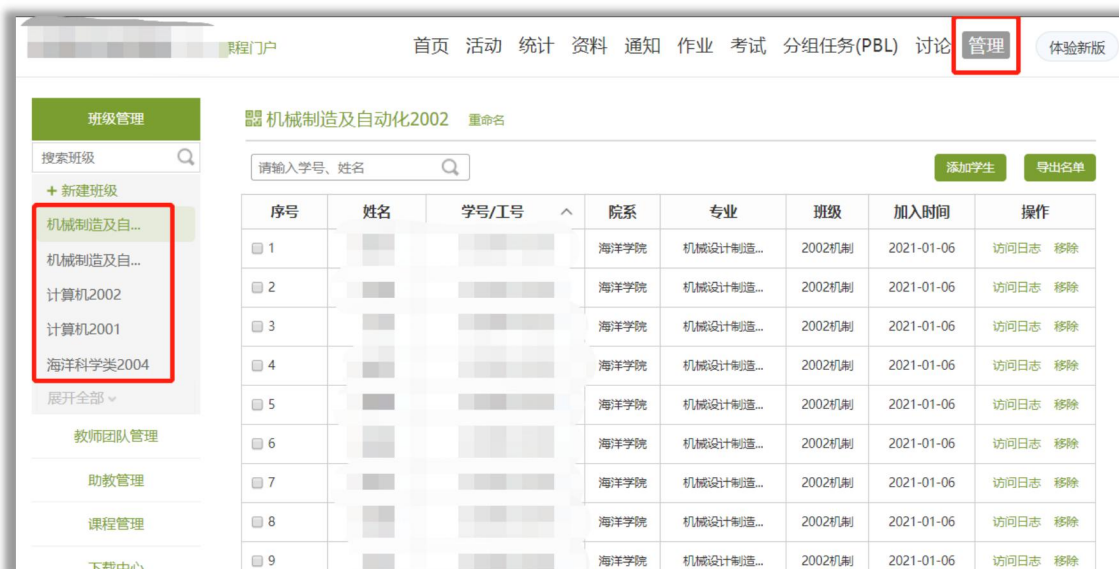 课程门户
首页 活动 统计 资料 通知 作业 考试 分组任务(PBL) 讨论 管理 体验新版
班级管理
搜索班级
+ 新建班级
机械制造及自...
机械制造及自...
计算机2002
计算机2001
海洋科学类2004
展开全部
教师团队管理
助教管理
课程管理
下载中心
机械制造及自动化2002 重命名
请输入学号、姓名
添加学生 导出名单
序号 姓名 学号/工号 院系 专业 班级 加入时间 操作
1 海洋学院 机械设计制造... 2002机制 2021-01-06 访问日志 移除
2 海洋学院 机械设计制造... 2002机制 2021-01-06 访问日志 移除
3 海洋学院 机械设计制造... 2002机制 2021-01-06 访问日志 移除
4 海洋学院 机械设计制造... 2002机制 2021-01-06 访问日志 移除
5 海洋学院 机械设计制造... 2002机制 2021-01-06 访问日志 移除
6 海洋学院 机械设计制造... 2002机制 2021-01-06 访问日志 移除
7 海洋学院 机械设计制造... 2002机制 2021-01-06 访问日志 移除
8 海洋学院 机械设计制造... 2002机制 2021-01-06 访问日志 移除
9 海洋学院 机械设计制造... 2002机制 2021-01-06 访问日志 移除